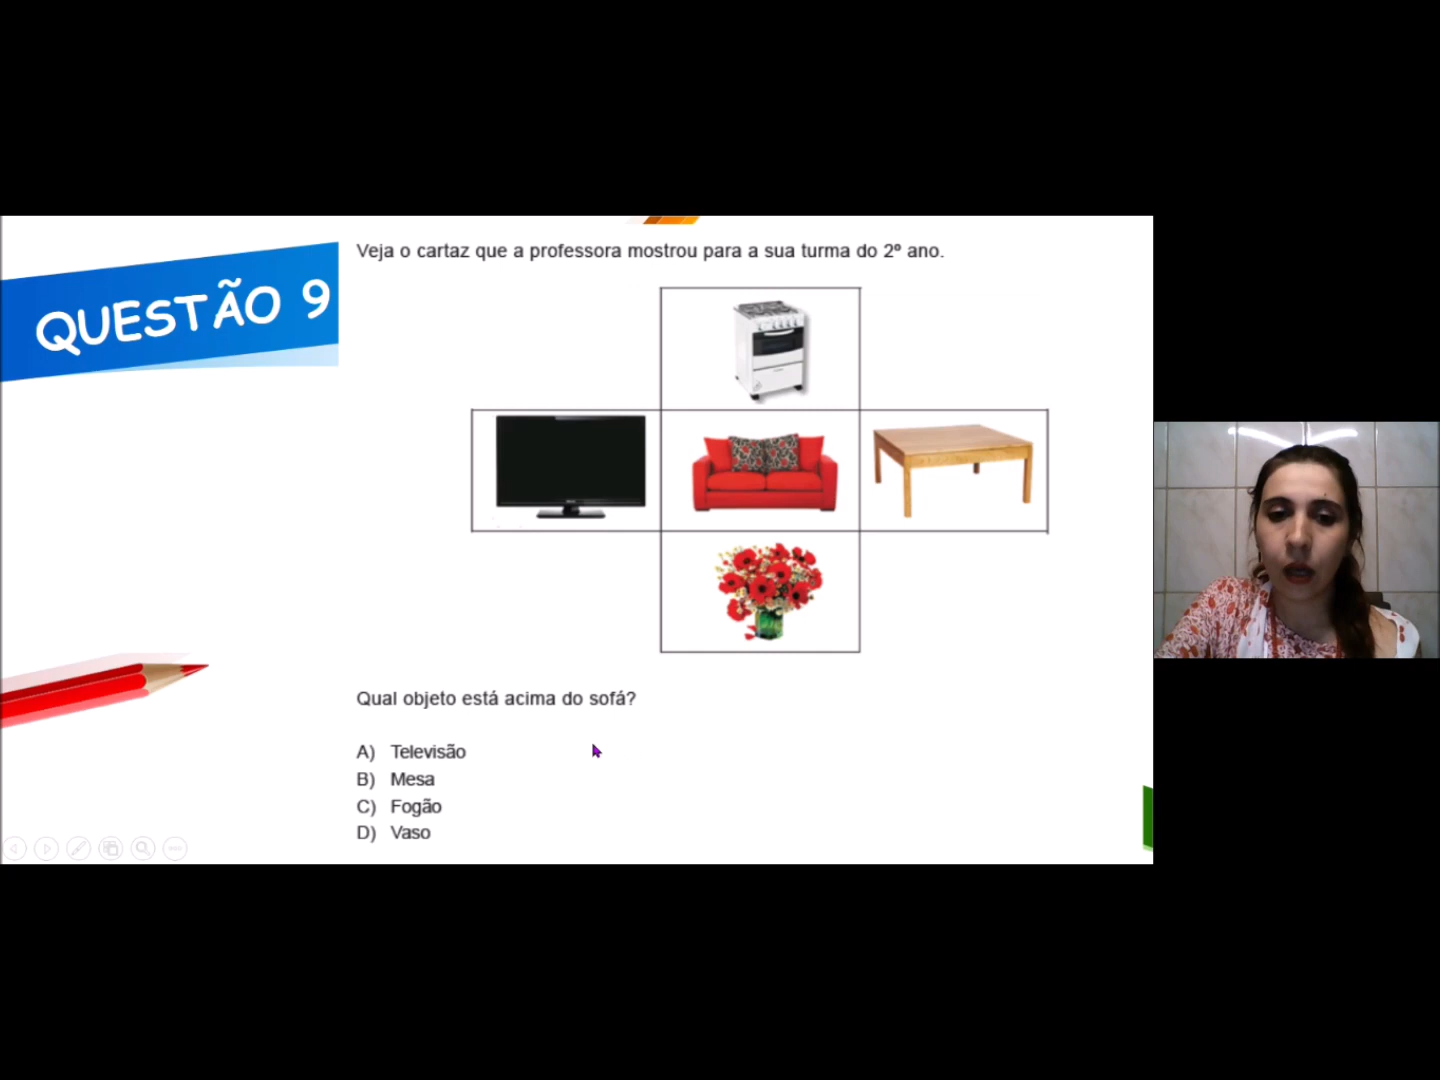 QUESTÃO 9
Veja o cartaz que a professora mostrou para a sua turma do 2º ano.
Qual objeto está acima do sofá?
A) Televisão
B) Mesa
C) Fogão
D) Vaso